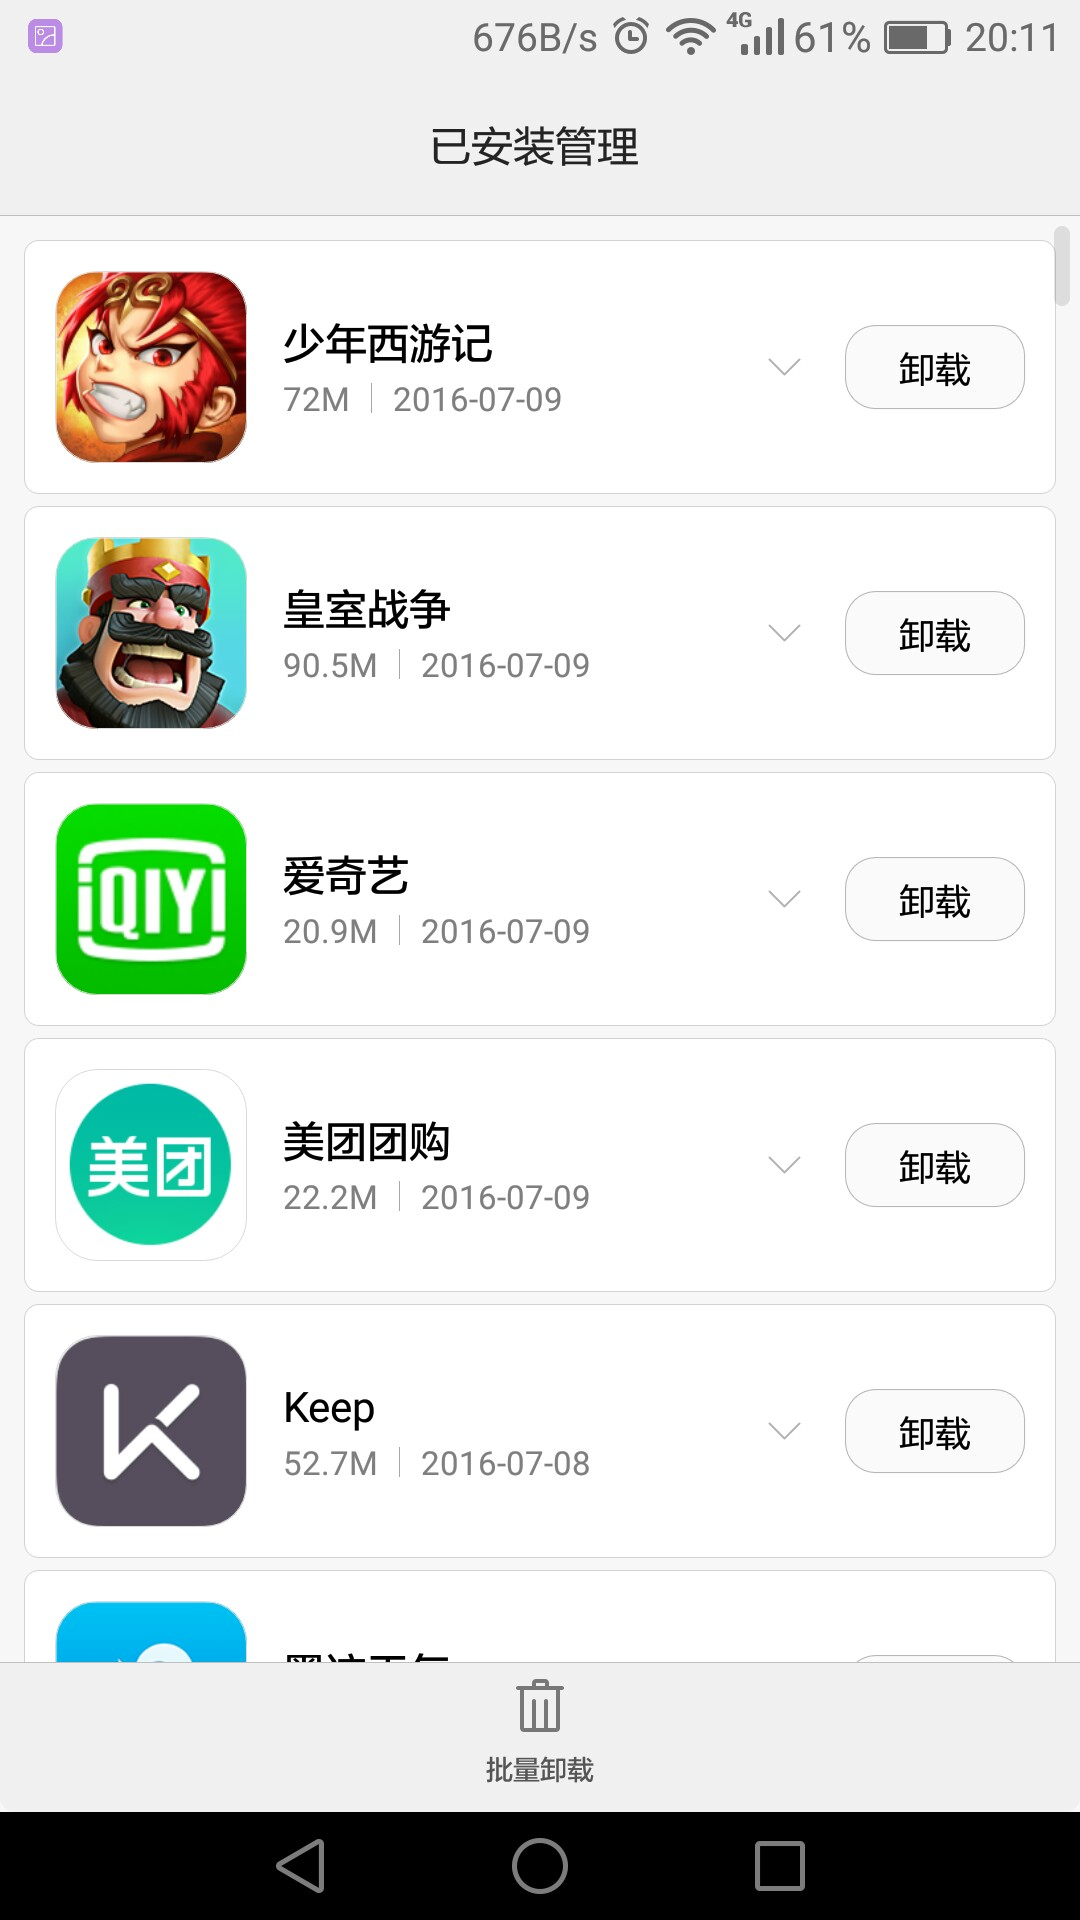 676B/s 4G 61% 20:11
已安装管理
少年西游记
72M 2016-07-09
卸载
皇室战争
90.5M 2016-07-09
卸载
iQIYI
爱奇艺
20.9M 2016-07-09
卸载
美团
美团团购
22.2M 2016-07-09
卸载
Keep
52.7M 2016-07-08
卸载
批量卸载